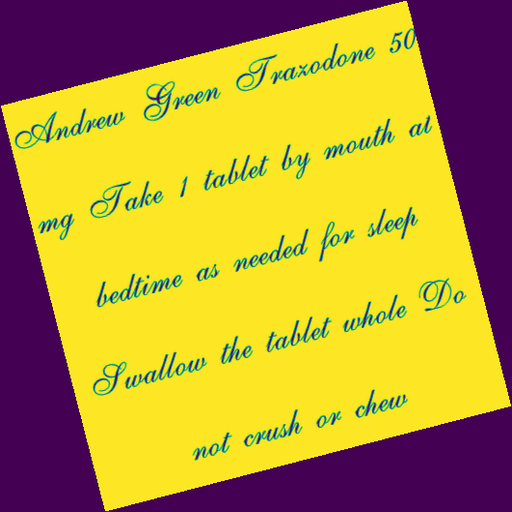 Andrew Green Trazodone 50
mg Take 1 tablet by mouth at
bedtime as needed for sleep
Swallow the tablet whole Do
not crush or chew